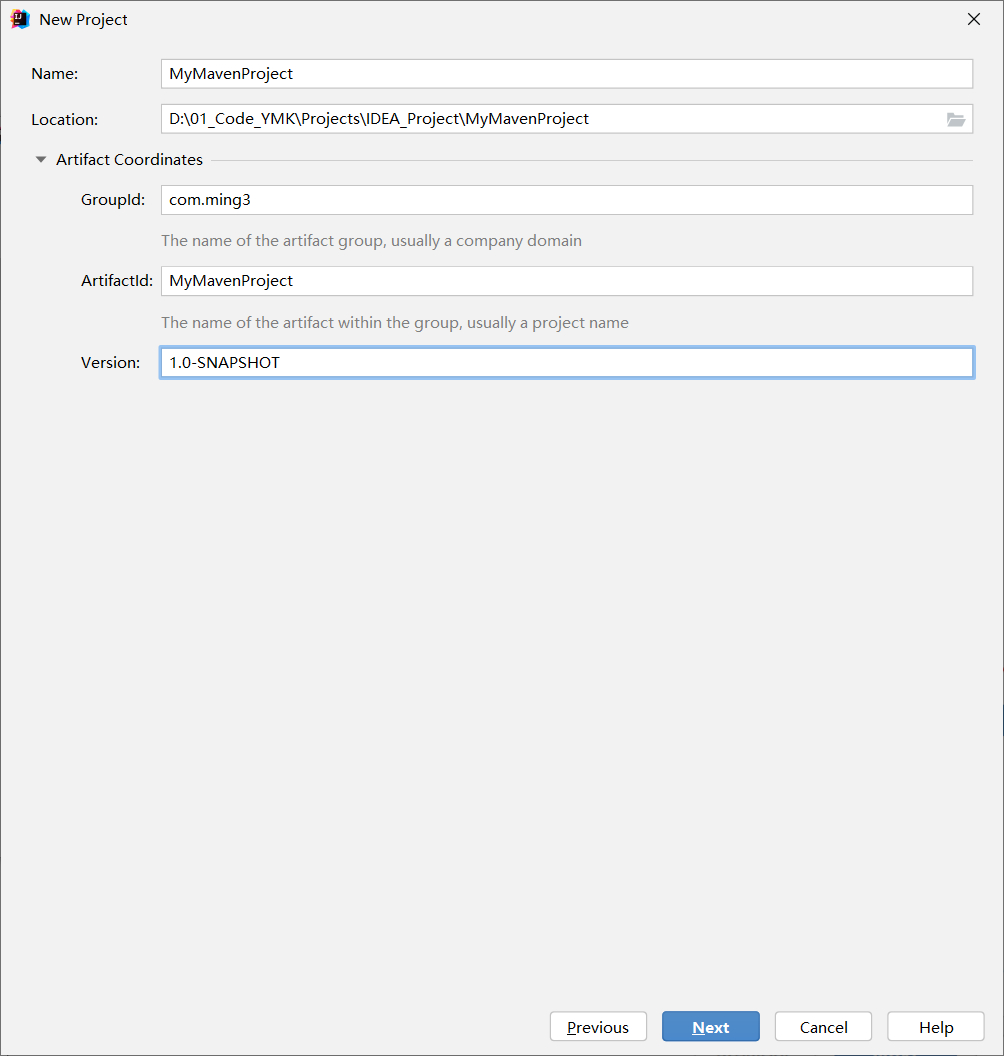 New Project
Name: MyMavenProject
Location: D:\01_Code_YMK\Projects\IDEA_Project\MyMavenProject
Artifact Coordinates
GroupId: com.ming3
The name of the artifact group, usually a company domain
ArtifactId: MyMavenProject
The name of the artifact within the group, usually a project name
Version: 1.0-SNAPSHOT
Previous Next Cancel Help